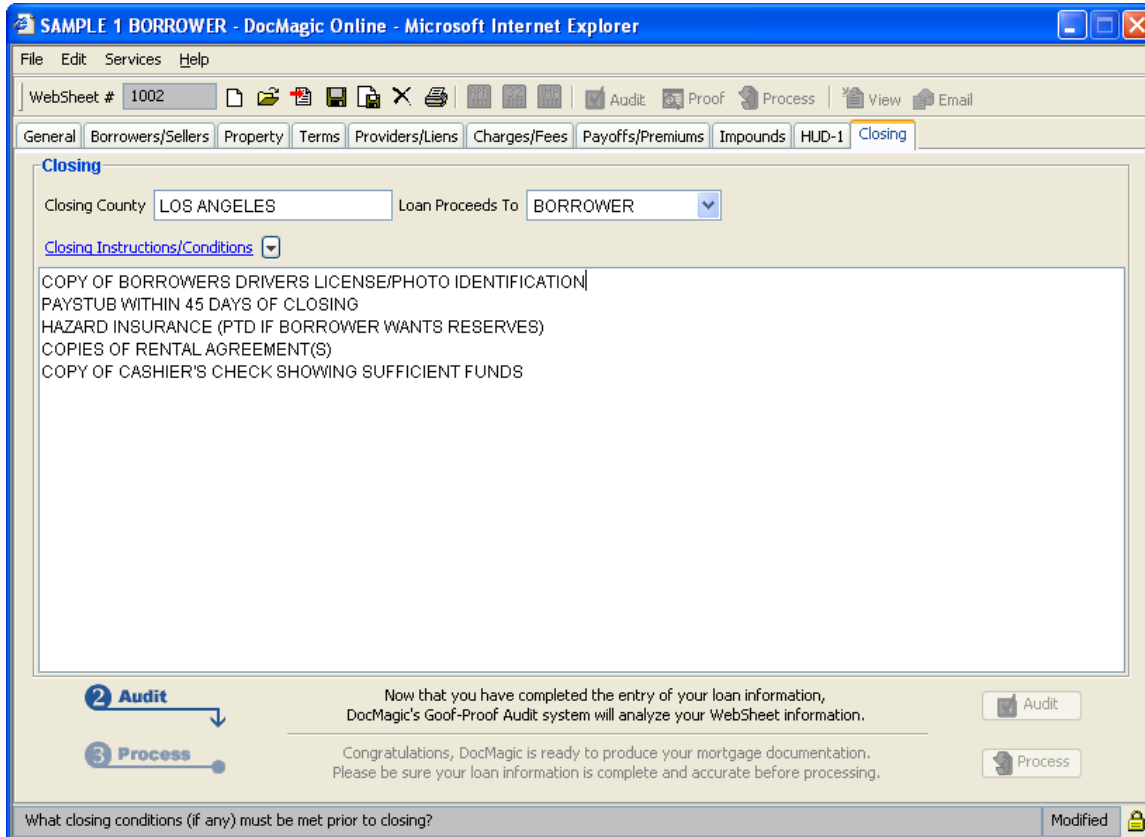 SAMPLE 1 BORROWER - DocMagic Online - Microsoft Internet Explorer
File Edit Services Help
WebSheet # 1002 Audit Proof Process View Email
General Borrowers/Sellers Property Terms Providers/Liens Charges/Fees Payoffs/Premiums Impounds HUD-1 Closing
Closing
Closing County LOS ANGELES Loan Proceeds To BORROWER
Closing Instructions/Conditions
COPY OF BORROWERS DRIVERS LICENSE/PHOTO IDENTIFICATION
PAYSTUB WITHIN 45 DAYS OF CLOSING
HAZARD INSURANCE (PTD IF BORROWER WANTS RESERVES)
COPIES OF RENTAL AGREEMENT(S)
COPY OF CASHIER'S CHECK SHOWING SUFFICIENT FUNDS
2 Audit
Now that you have completed the entry of your loan information,
DocMagic's Goof-Proof Audit system will analyze your WebSheet information.
Audit
3 Process
Congratulations, DocMagic is ready to produce your mortgage documentation.
Please be sure your loan information is complete and accurate before processing.
Process
What closing conditions (if any) must be met prior to closing? Modified